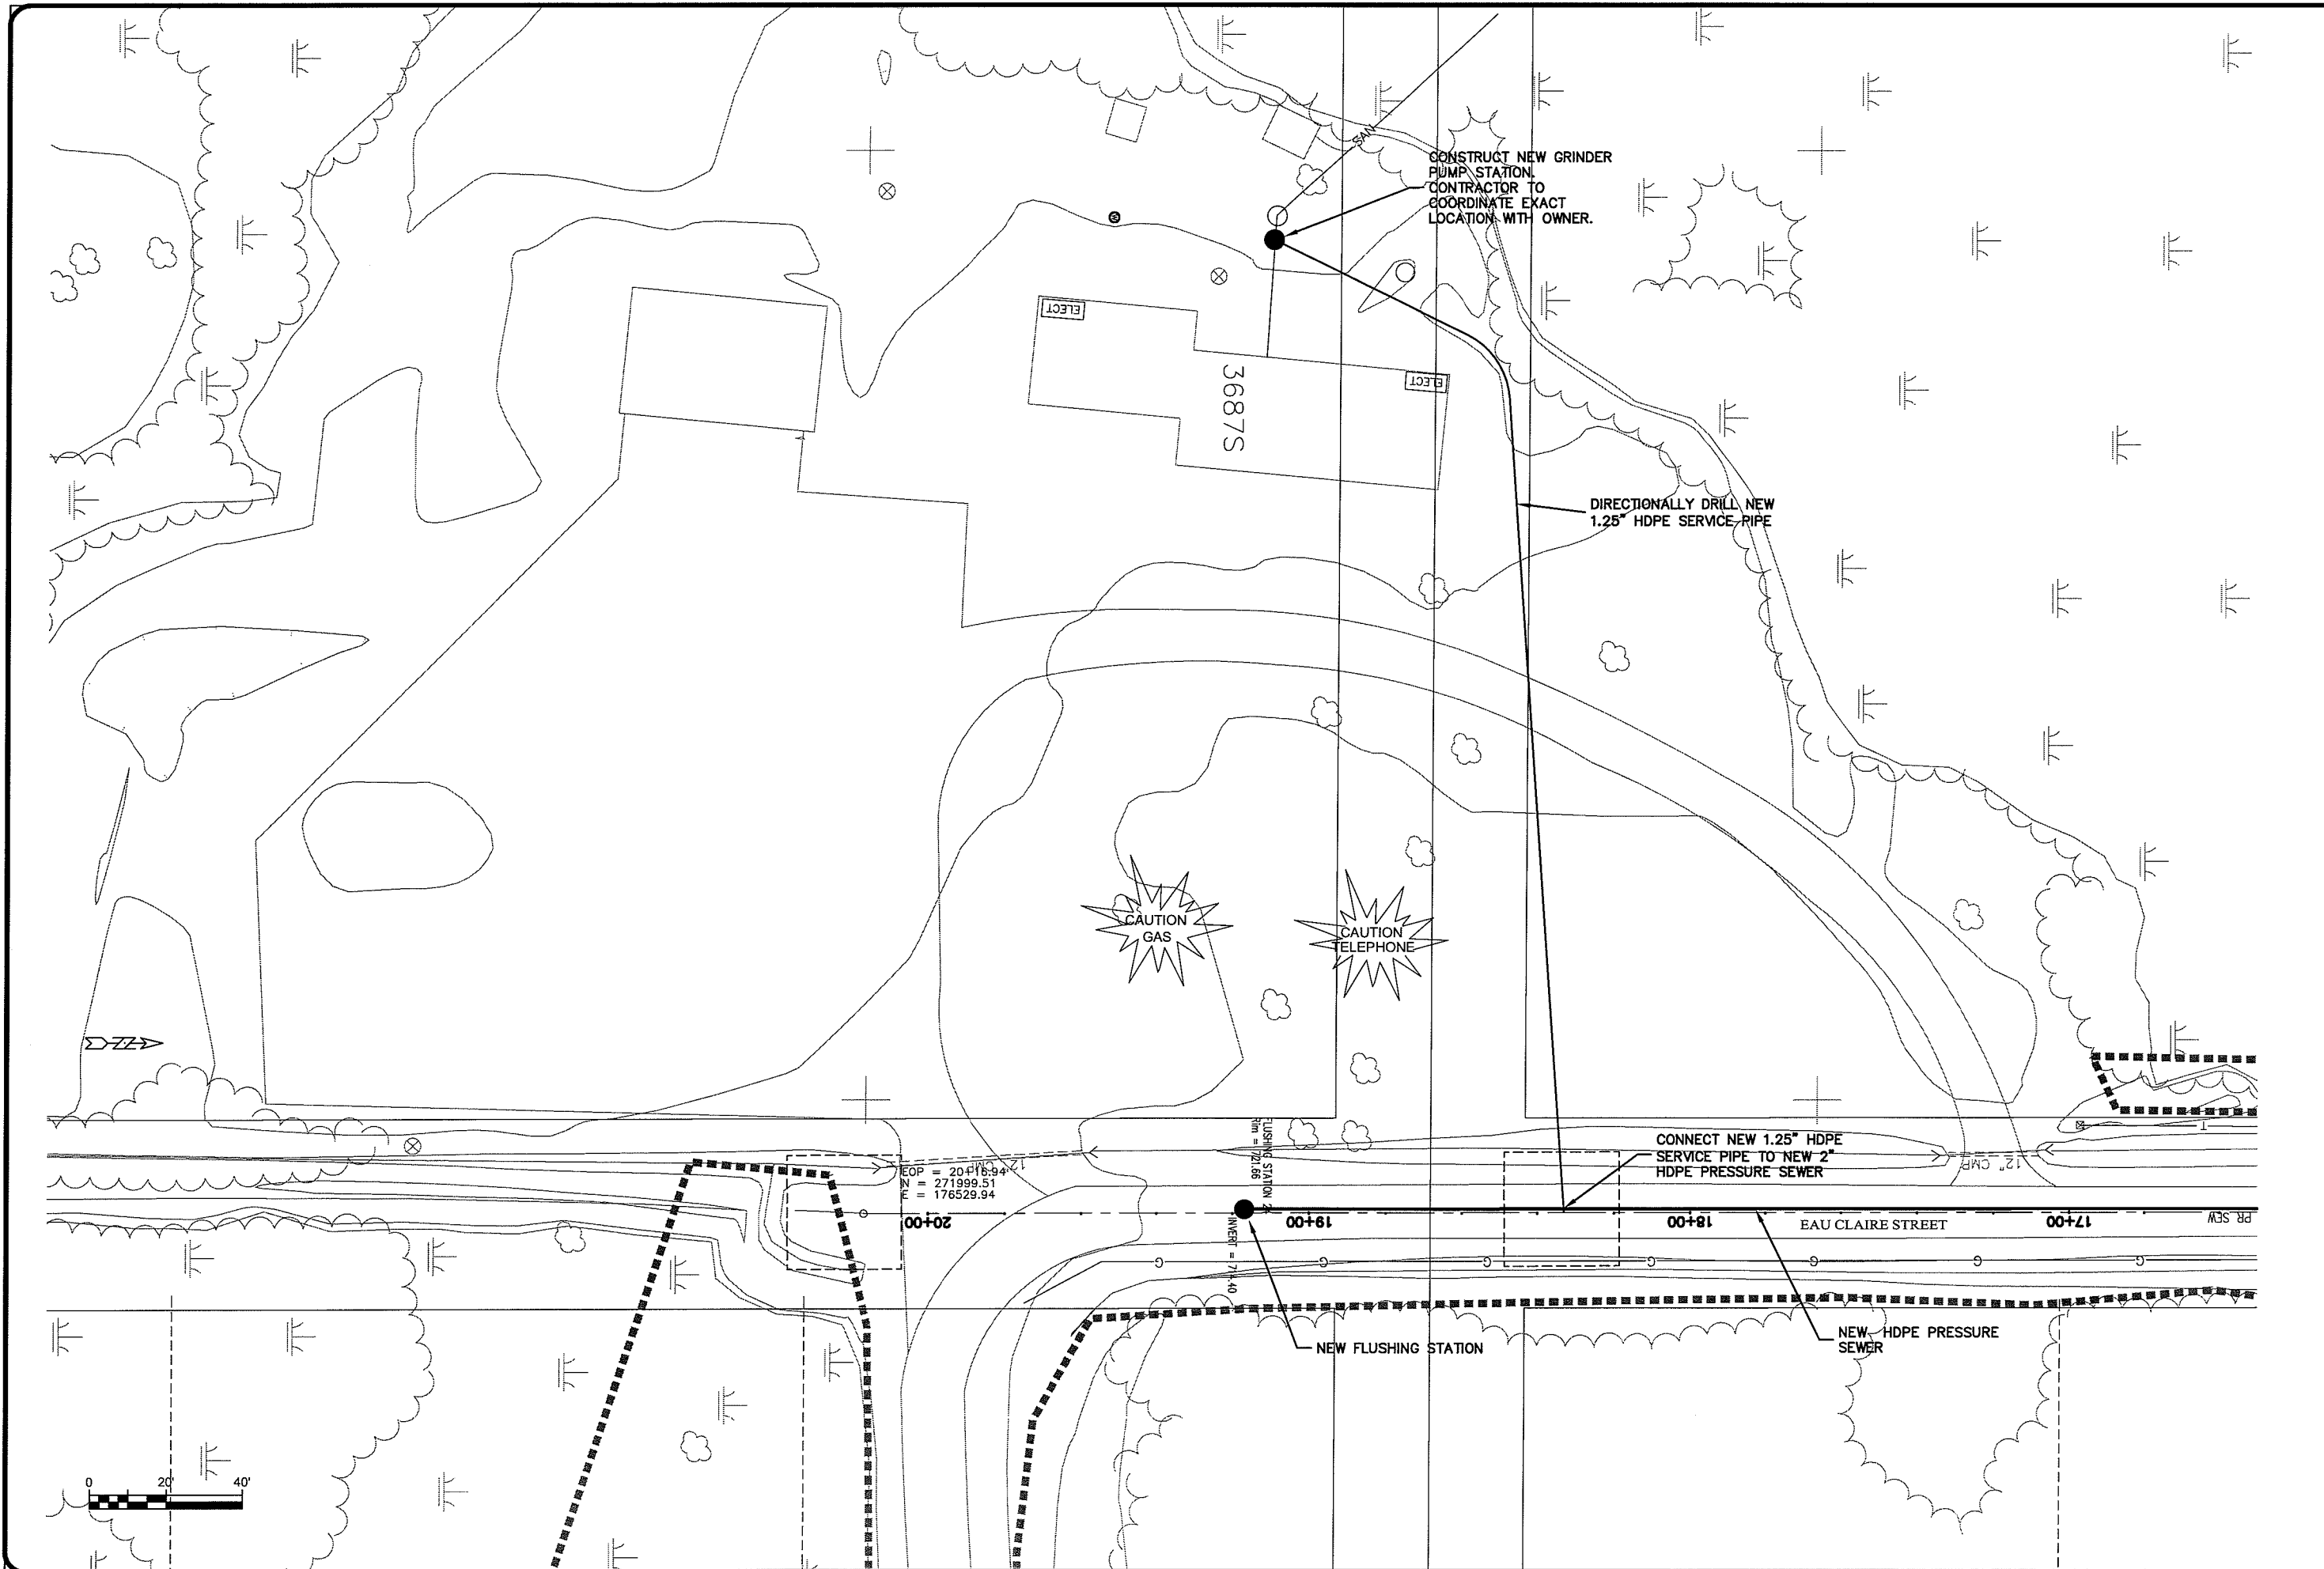 SAN
CONSTRUCT NEW GRINDER
PUMP STATION.
CONTRACTOR TO
COORDINATE EXACT
LOCATION WITH OWNER.
ELECT
ELECT
3687S
DIRECTIONALLY DRILL NEW
1.25" HDPE SERVICE PIPE
CAUTION
GAS
CAUTION
TELEPHONE
FLUSHING STATION
Rim = 721.66
12" CMP
EOP = 20+16.94
N = 271999.51
E = 176529.94
CONNECT NEW 1.25" HDPE
SERVICE PIPE TO NEW 2"
HDPE PRESSURE SEWER
12" CMP
T
20+00
19+00
18+00
EAU CLAIRE STREET
17+00
PR SEW
INVERT =
G
G
G
G
G
G
G
NEW FLUSHING STATION
NEW HDPE PRESSURE
SEWER
0
20'
40'